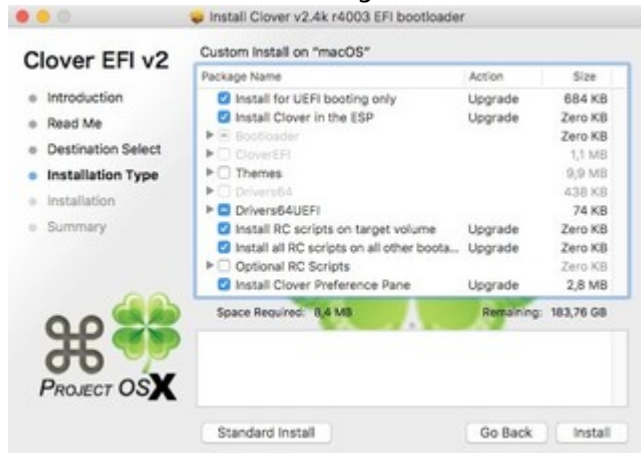 Install Clover v2.4k r4003 EFI bootloader
Clover EFI v2
Introduction
Read Me
Destination Select
Installation Type
Installation
Summary
PROJECT OSX
Custom Install on "macOS"
Package Name Action Size
Install for UEFI booting only Upgrade 684 KB
Install Clover in the ESP Upgrade Zero KB
Bootloader Zero KB
CloverEFI 1,1 MB
Themes 9,9 MB
Drivers64 438 KB
Drivers64UEFI 74 KB
Install RC scripts on target volume Upgrade Zero KB
Install all RC scripts on all other boota... Upgrade Zero KB
Optional RC Scripts Zero KB
Install Clover Preference Pane Upgrade 2,8 MB
Space Required: 8,4 MB Remaining: 183,76 GB
Standard Install Go Back Install